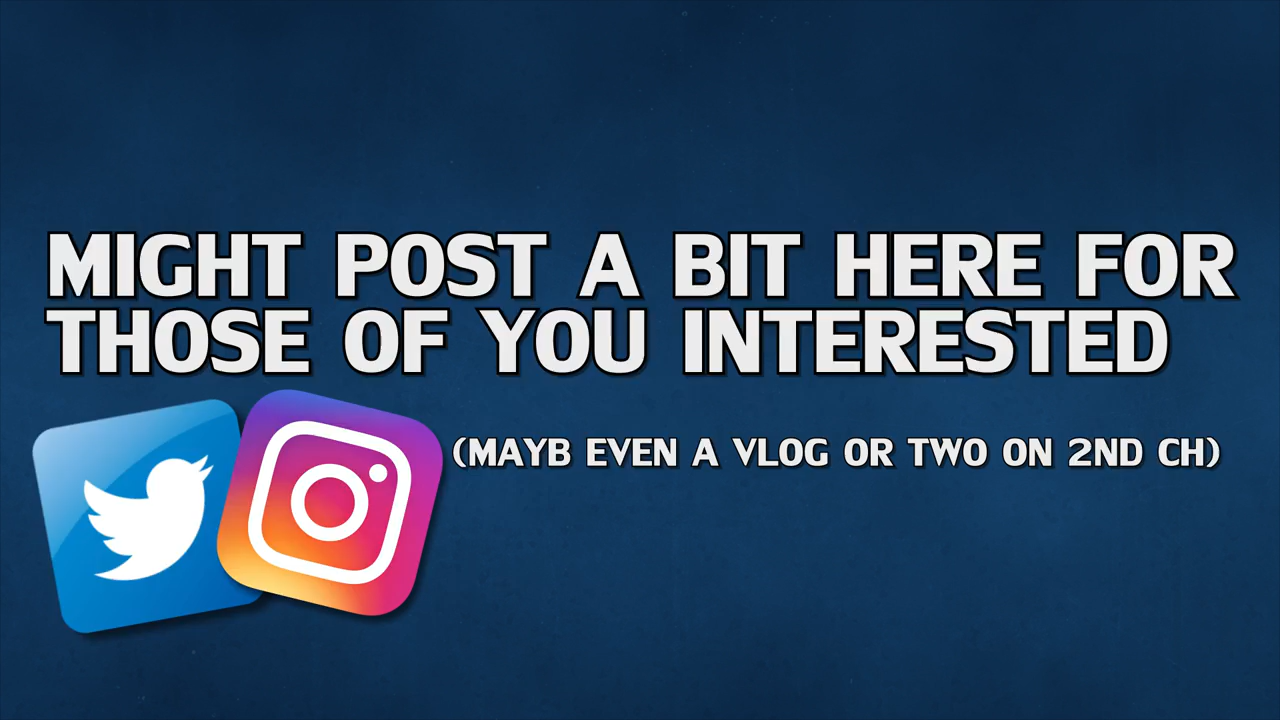 MIGHT POST A BIT HERE FOR
THOSE OF YOU INTERESTED
(MAYB EVEN A VLOG OR TWO ON 2ND CH)